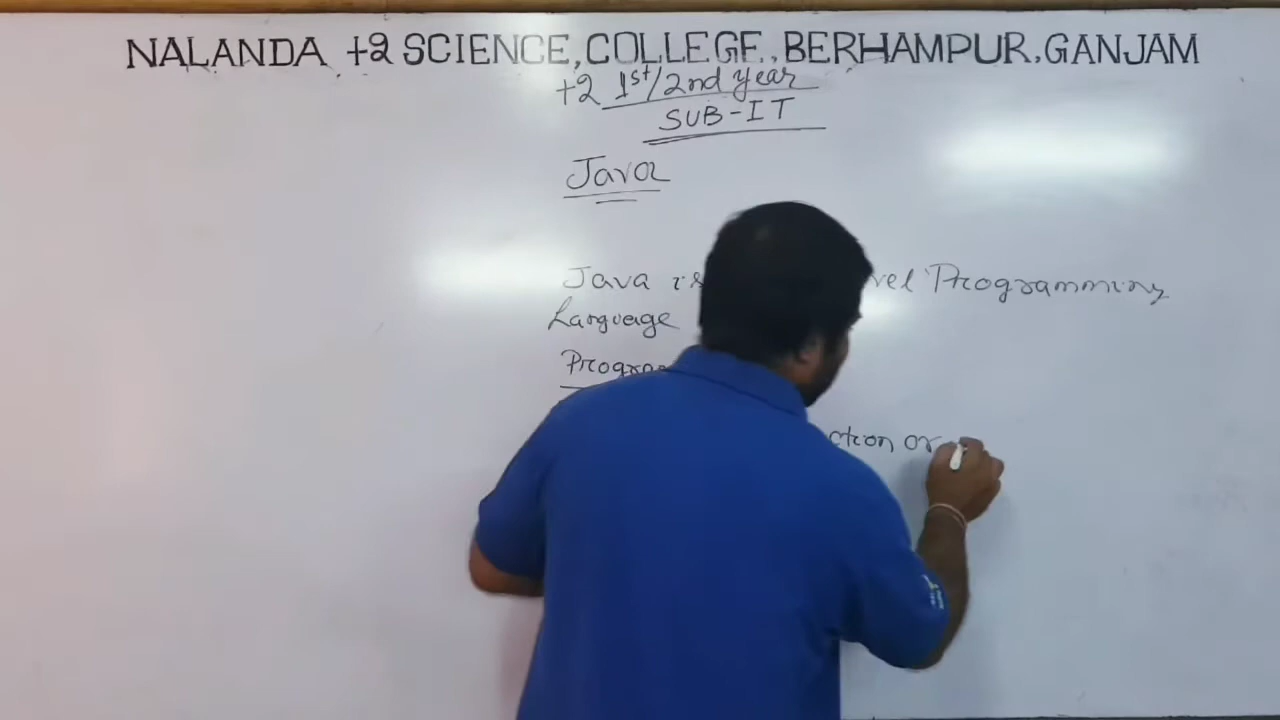 NALANDA +2 SCIENCE, COLLEGE, BERHAMPUR, GANJAM
+2 1st/2nd year
SUB-IT
Java
Java is vel Programming
Language
Progra
ction or